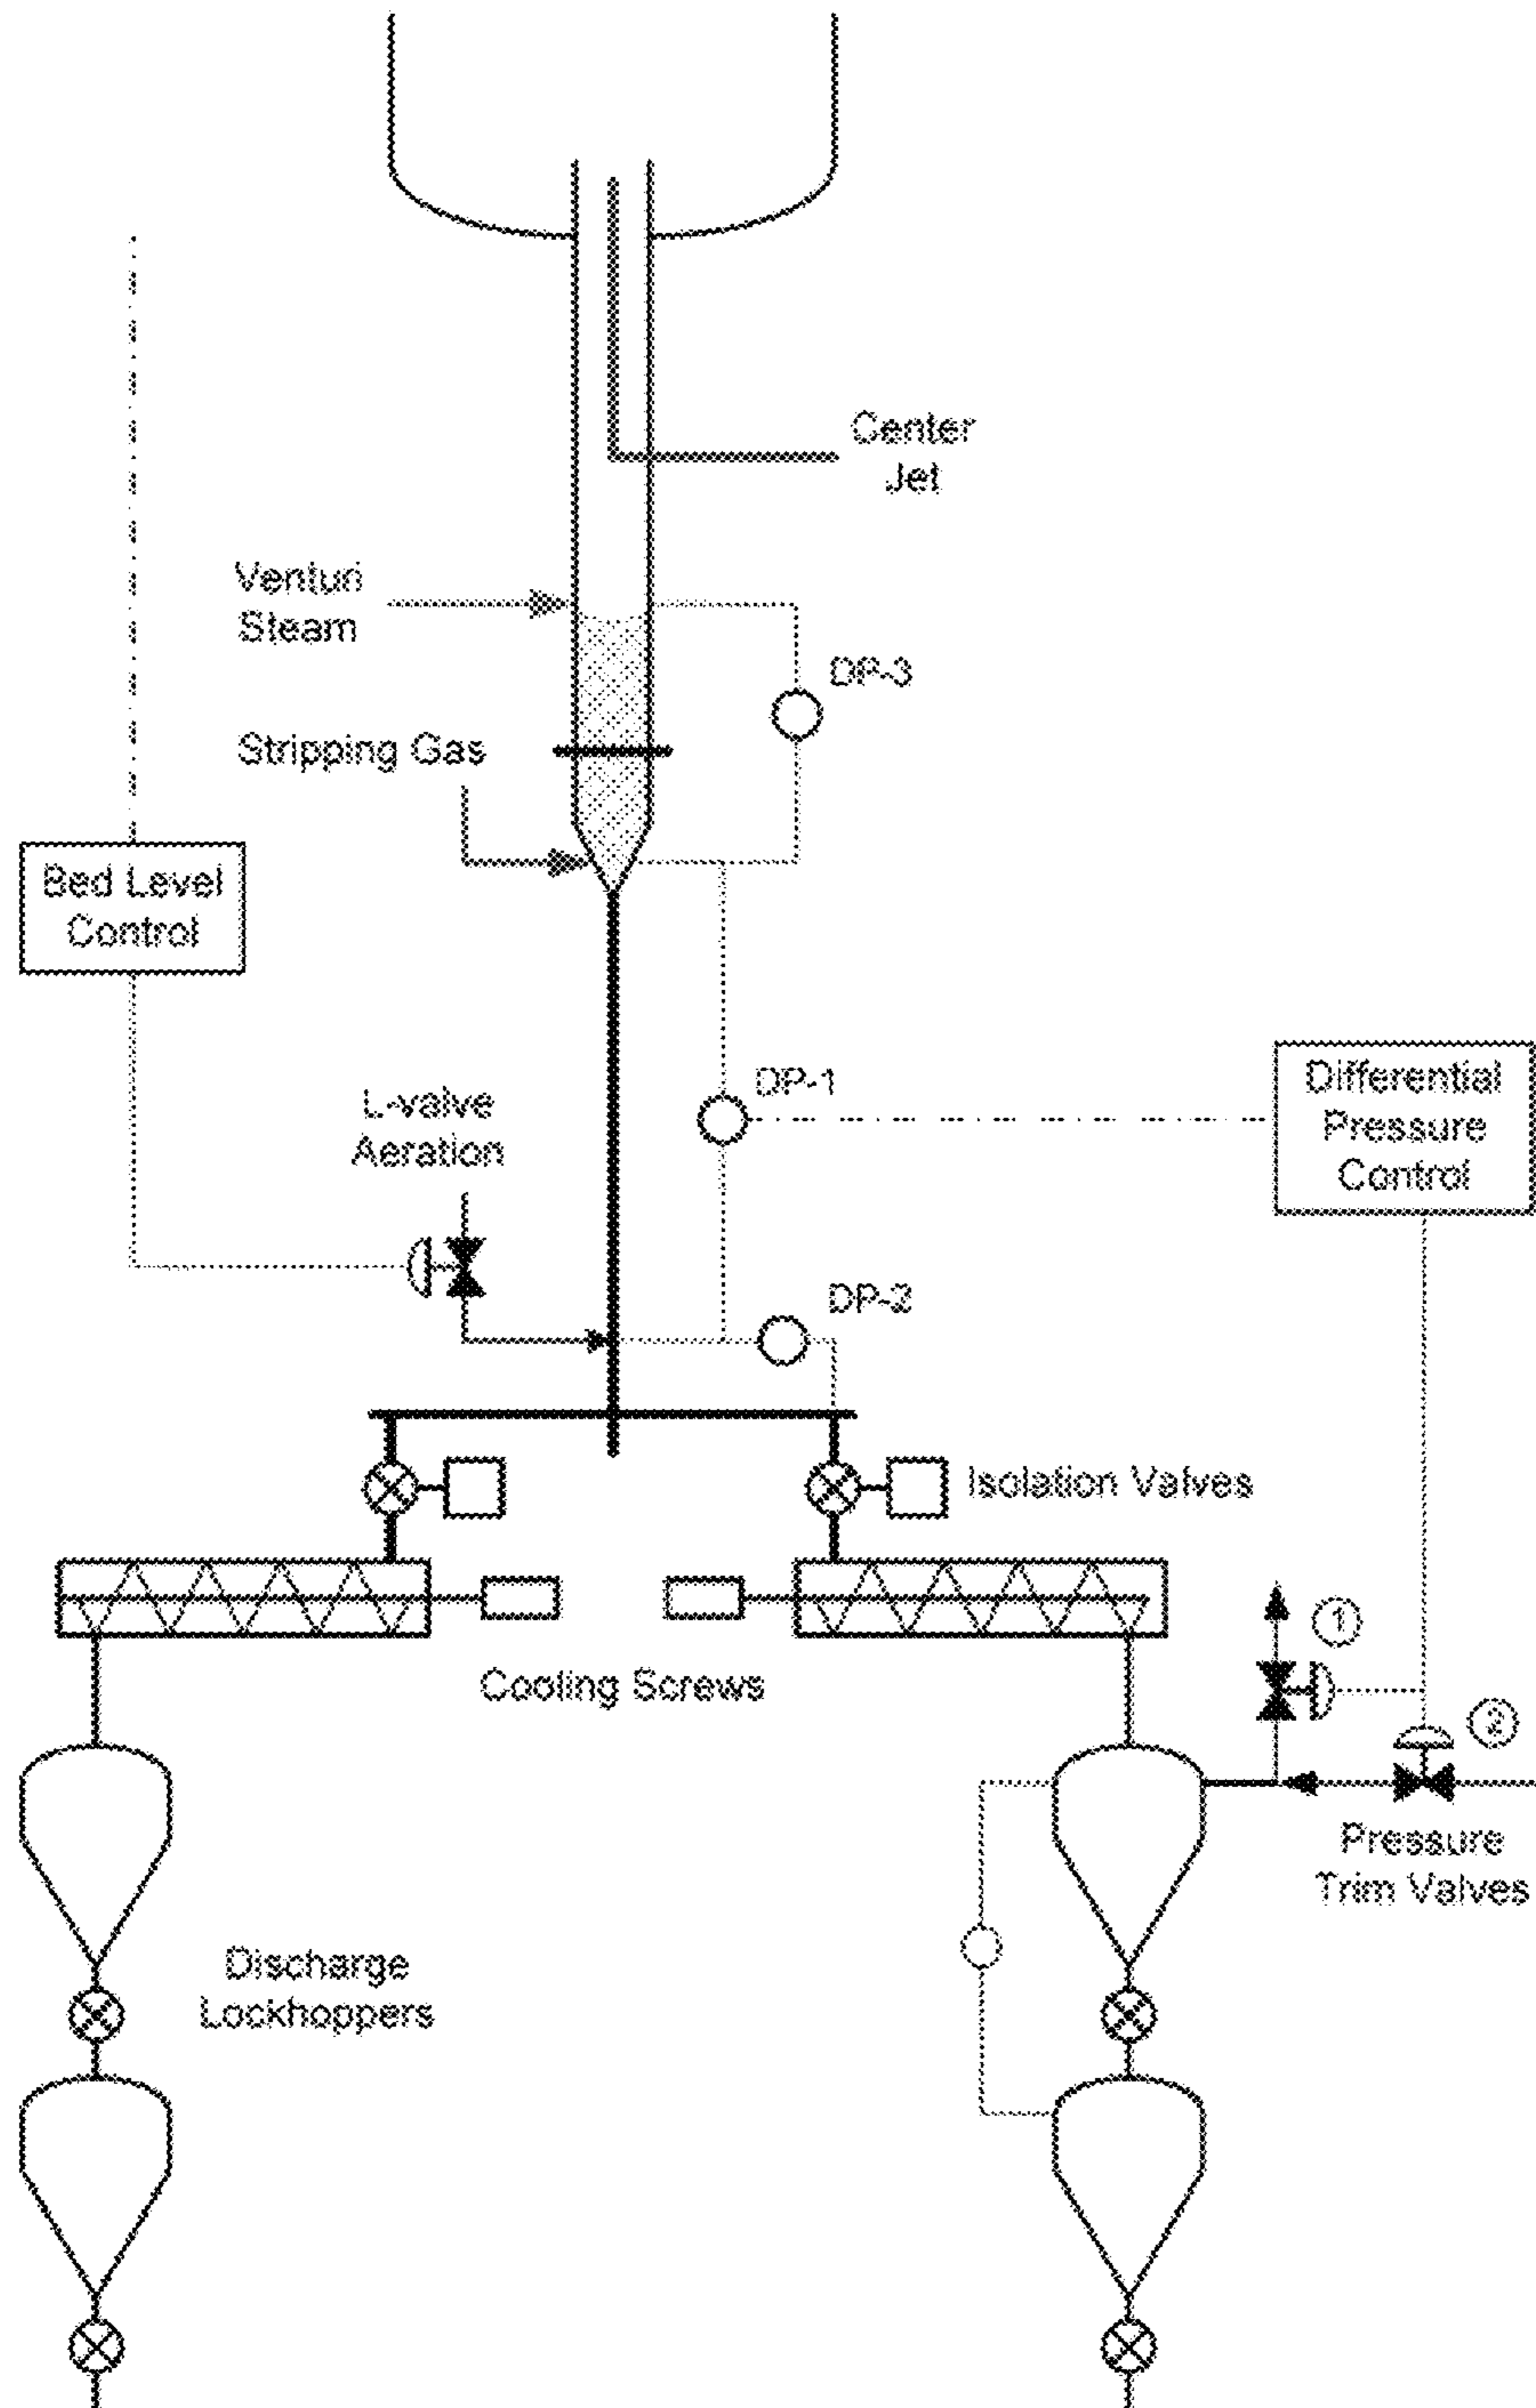 Center
Jet
Venturi
Steam
DP-3
Stripping Gas
Bed Level
Control
DP-1
Differential
Pressure
Control
L-valve
Aeration
DP-2
Isolation Valves
1
Cooling Screws
2
Pressure
Trim Valves
Discharge
Lockhoppers